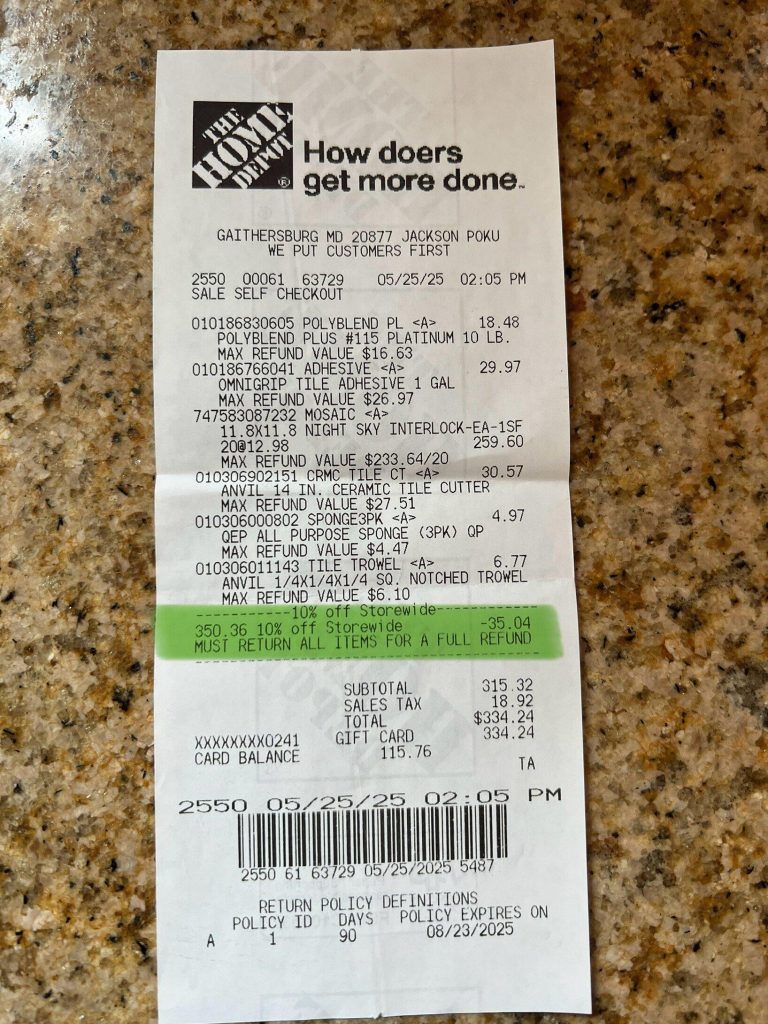 THE
HOME
DEPOT
®
How doers
get more done™
GAITHERSBURG MD 20877 JACKSON POKU
WE PUT CUSTOMERS FIRST
2550 00061 63729 05/25/25 02:05 PM
SALE SELF CHECKOUT
010186830605 POLYBLEND PL <A> 18.48
POLYBLEND PLUS #115 PLATINUM 10 LB.
MAX REFUND VALUE $16.63
010186766041 ADHESIVE <A> 29.97
OMNIGRIP TILE ADHESIVE 1 GAL
MAX REFUND VALUE $26.97
747583087232 MOSAIC <A>
11.8X11.8 NIGHT SKY INTERLOCK-EA-1SF
20@12.98 259.60
MAX REFUND VALUE $233.64/20
010306902151 CRMC TILE CT <A> 30.57
ANVIL 14 IN. CERAMIC TILE CUTTER
MAX REFUND VALUE $27.51
010306000802 SPONGE3PK <A> 4.97
QEP ALL PURPOSE SPONGE (3PK) QP
MAX REFUND VALUE $4.47
010306011143 TILE TROWEL <A> 6.77
ANVIL 1/4X1/4X1/4 SQ. NOTCHED TROWEL
MAX REFUND VALUE $6.10
-----------10% off Storewide-----------
350.36 10% off Storewide -35.04
MUST RETURN ALL ITEMS FOR A FULL REFUND
---------------------------------------
SUBTOTAL 315.32
SALES TAX 18.92
TOTAL $334.24
XXXXXXXX0241 GIFT CARD 334.24
CARD BALANCE 115.76
TA
2550 05/25/25 02:05 PM
2550 61 63729 05/25/2025 5487
RETURN POLICY DEFINITIONS
POLICY ID DAYS POLICY EXPIRES ON
A 1 90 08/23/2025